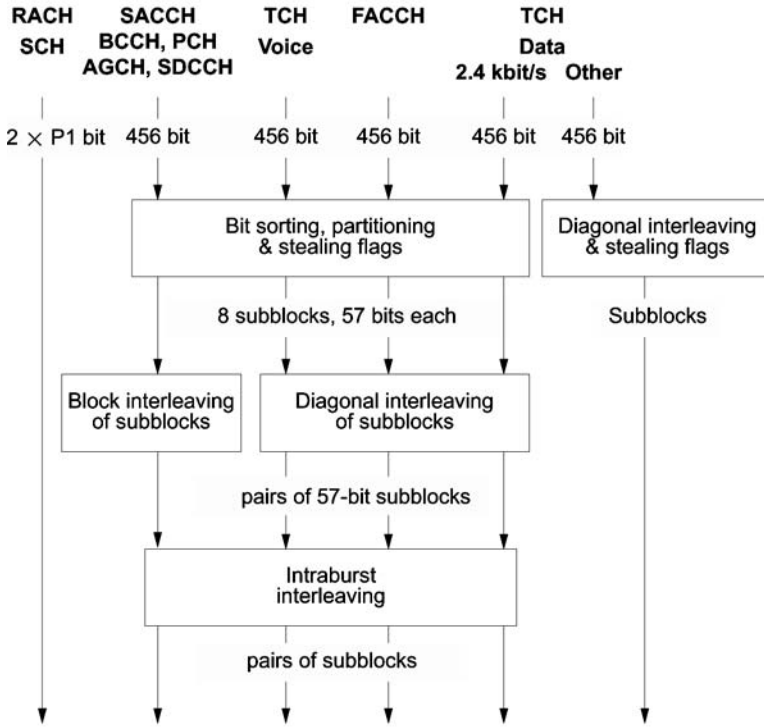 RACH
SCH
SACCH
BCCH, PCH
AGCH, SDCCH
TCH
Voice
FACCH
TCH
Data
2.4 kbit/s Other
2 × P1 bit 456 bit 456 bit 456 bit 456 bit 456 bit
Bit sorting, partitioning
& stealing flags
Diagonal interleaving
& stealing flags
8 subblocks, 57 bits each
Subblocks
Block interleaving
of subblocks
Diagonal interleaving
of subblocks
pairs of 57-bit subblocks
Intraburst
interleaving
pairs of subblocks